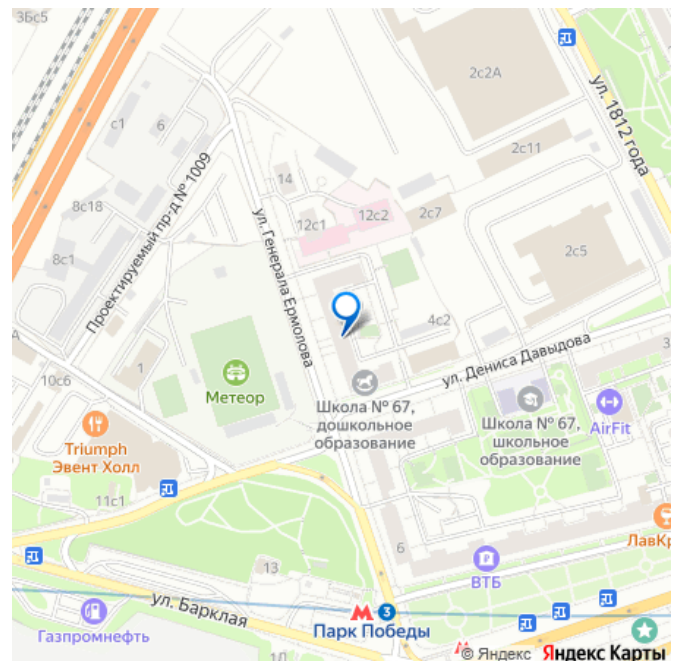 3Бс5
2с2А
ул. 1812 года
с1
6
2с11
Проектируемый пр-д № 1009
14
8с18
12с1
12с2
2с7
ул. Генерала Ермолова
2с5
8с1
4с2
ул. Дениса Давыдова
3
А
10с6
1
Метеор
Школа № 67,
дошкольное
образование
Школа № 67,
школьное
образование
AirFit
Triumph
Эвент Холл
11с1
6
ВТБ
ЛавКр
13
ул. Барклая
3
Парк Победы
Газпромнефть
1Д
© Яндекс Яндекс Карты